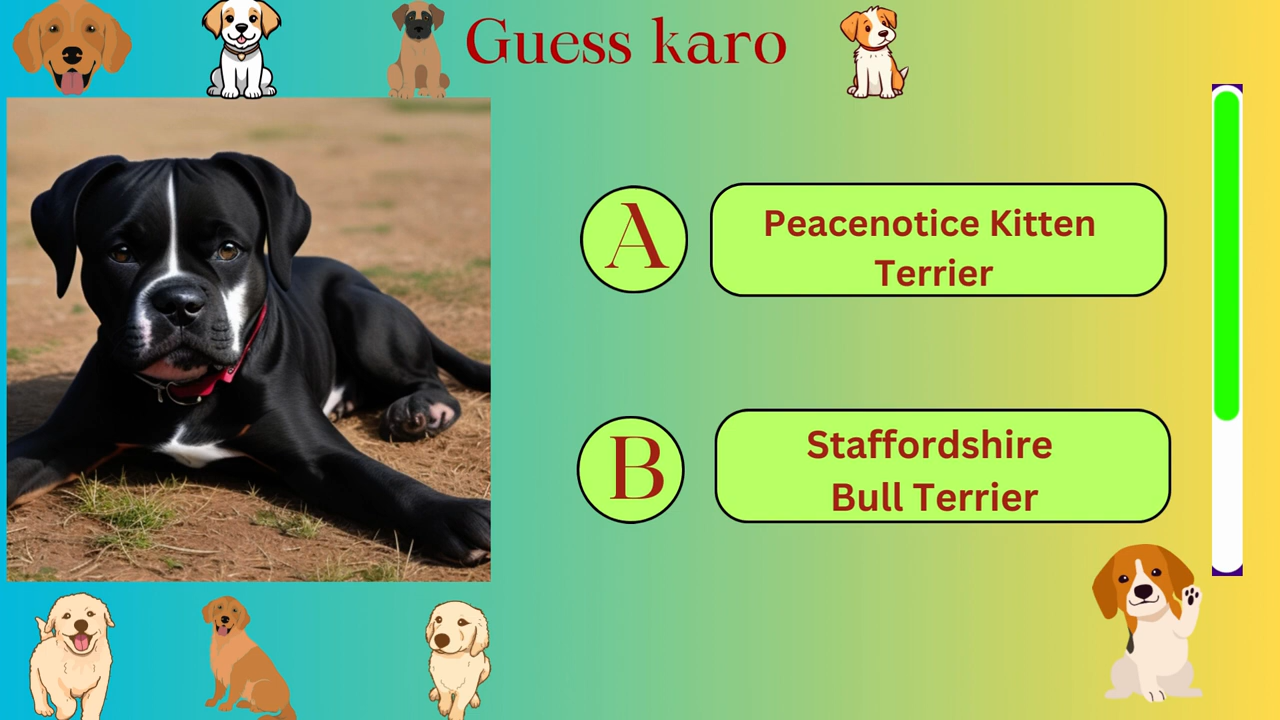 Guess karo
A
Peacenotice Kitten
Terrier
B
Staffordshire
Bull Terrier